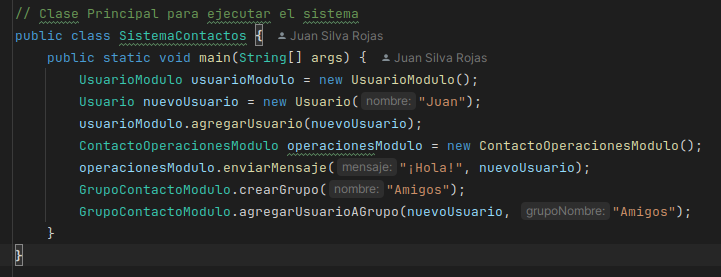 // Clase Principal para ejecutar el sistema
public class SistemaContactos { Juan Silva Rojas
public static void main(String[] args) { Juan Silva Rojas
UsuarioModulo usuarioModulo = new UsuarioModulo();
Usuario nuevoUsuario = new Usuario( nombre: "Juan");
usuarioModulo.agregarUsuario(nuevoUsuario);
ContactoOperacionesModulo operacionesModulo = new ContactoOperacionesModulo();
operacionesModulo.enviarMensaje( mensaje: "¡Hola!", nuevoUsuario);
GrupoContactoModulo.crearGrupo( nombre: "Amigos");
GrupoContactoModulo.agregarUsuarioAGrupo(nuevoUsuario, grupoNombre: "Amigos");
}
}